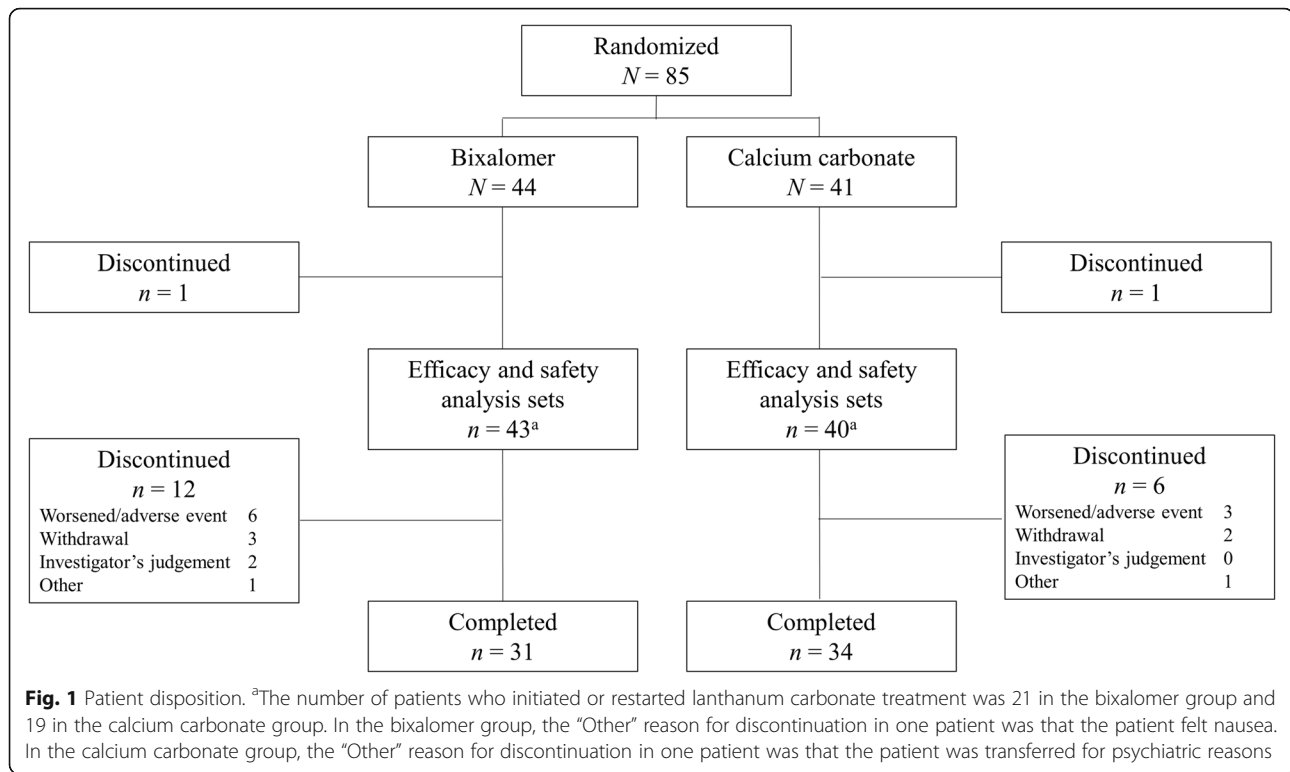 Randomized
N = 85
Bixalomer
N = 44
Calcium carbonate
N = 41
Discontinued
n = 1
Discontinued
n = 1
Efficacy and safety
analysis sets
n = 43a
Efficacy and safety
analysis sets
n = 40a
Discontinued
n = 12
Worsened/adverse event 6
Withdrawal 3
Investigator's judgement 2
Other 1
Discontinued
n = 6
Worsened/adverse event 3
Withdrawal 2
Investigator's judgement 0
Other 1
Completed
n = 31
Completed
n = 34
Fig. 1 Patient disposition. aThe number of patients who initiated or restarted lanthanum carbonate treatment was 21 in the bixalomer group and
19 in the calcium carbonate group. In the bixalomer group, the “Other” reason for discontinuation in one patient was that the patient felt nausea.
In the calcium carbonate group, the “Other” reason for discontinuation in one patient was that the patient was transferred for psychiatric reasons